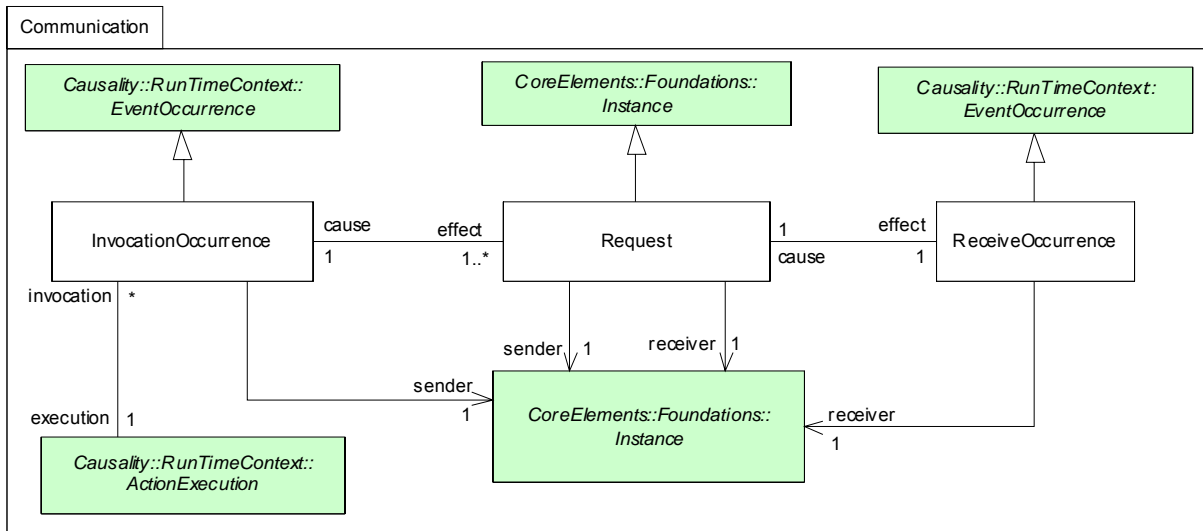 Communication
Causality::RunTimeContext::
EventOccurrence
CoreElements::Foundations::
Instance
Causality::RunTimeContext::
EventOccurrence
InvocationOccurrence
cause
1
effect
1..*
Request
1
cause
effect
1
ReceiveOccurrence
invocation
*
sender
1
receiver
1
sender
1
CoreElements::Foundations::
Instance
receiver
1
execution
1
Causality::RunTimeContext::
ActionExecution